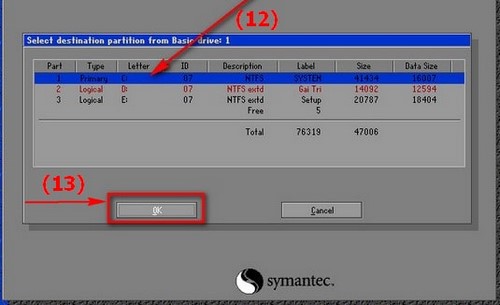 (12)
Select destination partition from Basic drive: 1
Part Type Letter ID Description Label Size Data Size
1 Primary C: 07 NTFS SYSTEM 41434 16007
2 Logical D: 07 NTFS extd Gai Tri 14092 12594
3 Logical E: 07 NTFS extd Setup 20787 18404
Free 5
Total 76319 47006
(13)
OK Cancel
symantec.